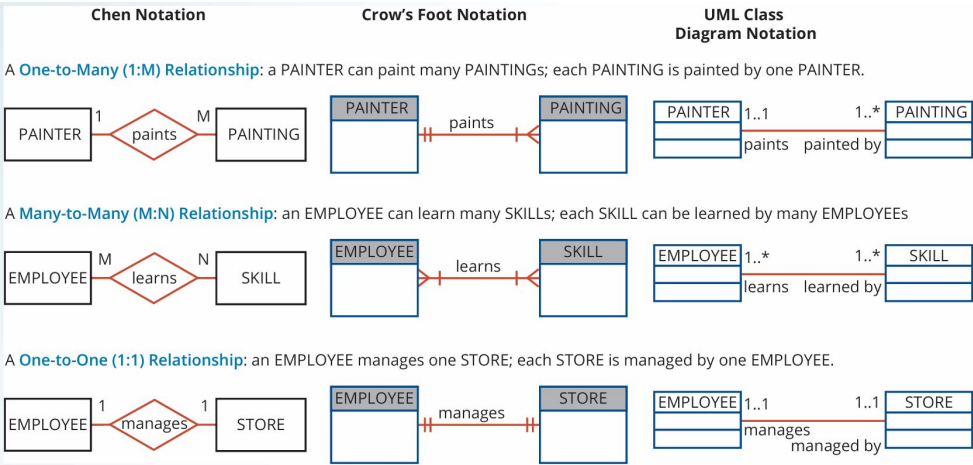 Chen Notation
Crow's Foot Notation
UML Class
Diagram Notation
A One-to-Many (1:M) Relationship: a PAINTER can paint many PAINTINGs; each PAINTING is painted by one PAINTER.
PAINTER
1
paints
M
PAINTING
PAINTER
paints
PAINTING
PAINTER
1..1
1..*
PAINTING
paints
painted by
A Many-to-Many (M:N) Relationship: an EMPLOYEE can learn many SKILLs; each SKILL can be learned by many EMPLOYEEs
EMPLOYEE
M
learns
N
SKILL
EMPLOYEE
learns
SKILL
EMPLOYEE
1..*
1..*
SKILL
learns
learned by
A One-to-One (1:1) Relationship: an EMPLOYEE manages one STORE; each STORE is managed by one EMPLOYEE.
EMPLOYEE
1
manages
1
STORE
EMPLOYEE
manages
STORE
EMPLOYEE
1..1
1..1
STORE
manages
managed by